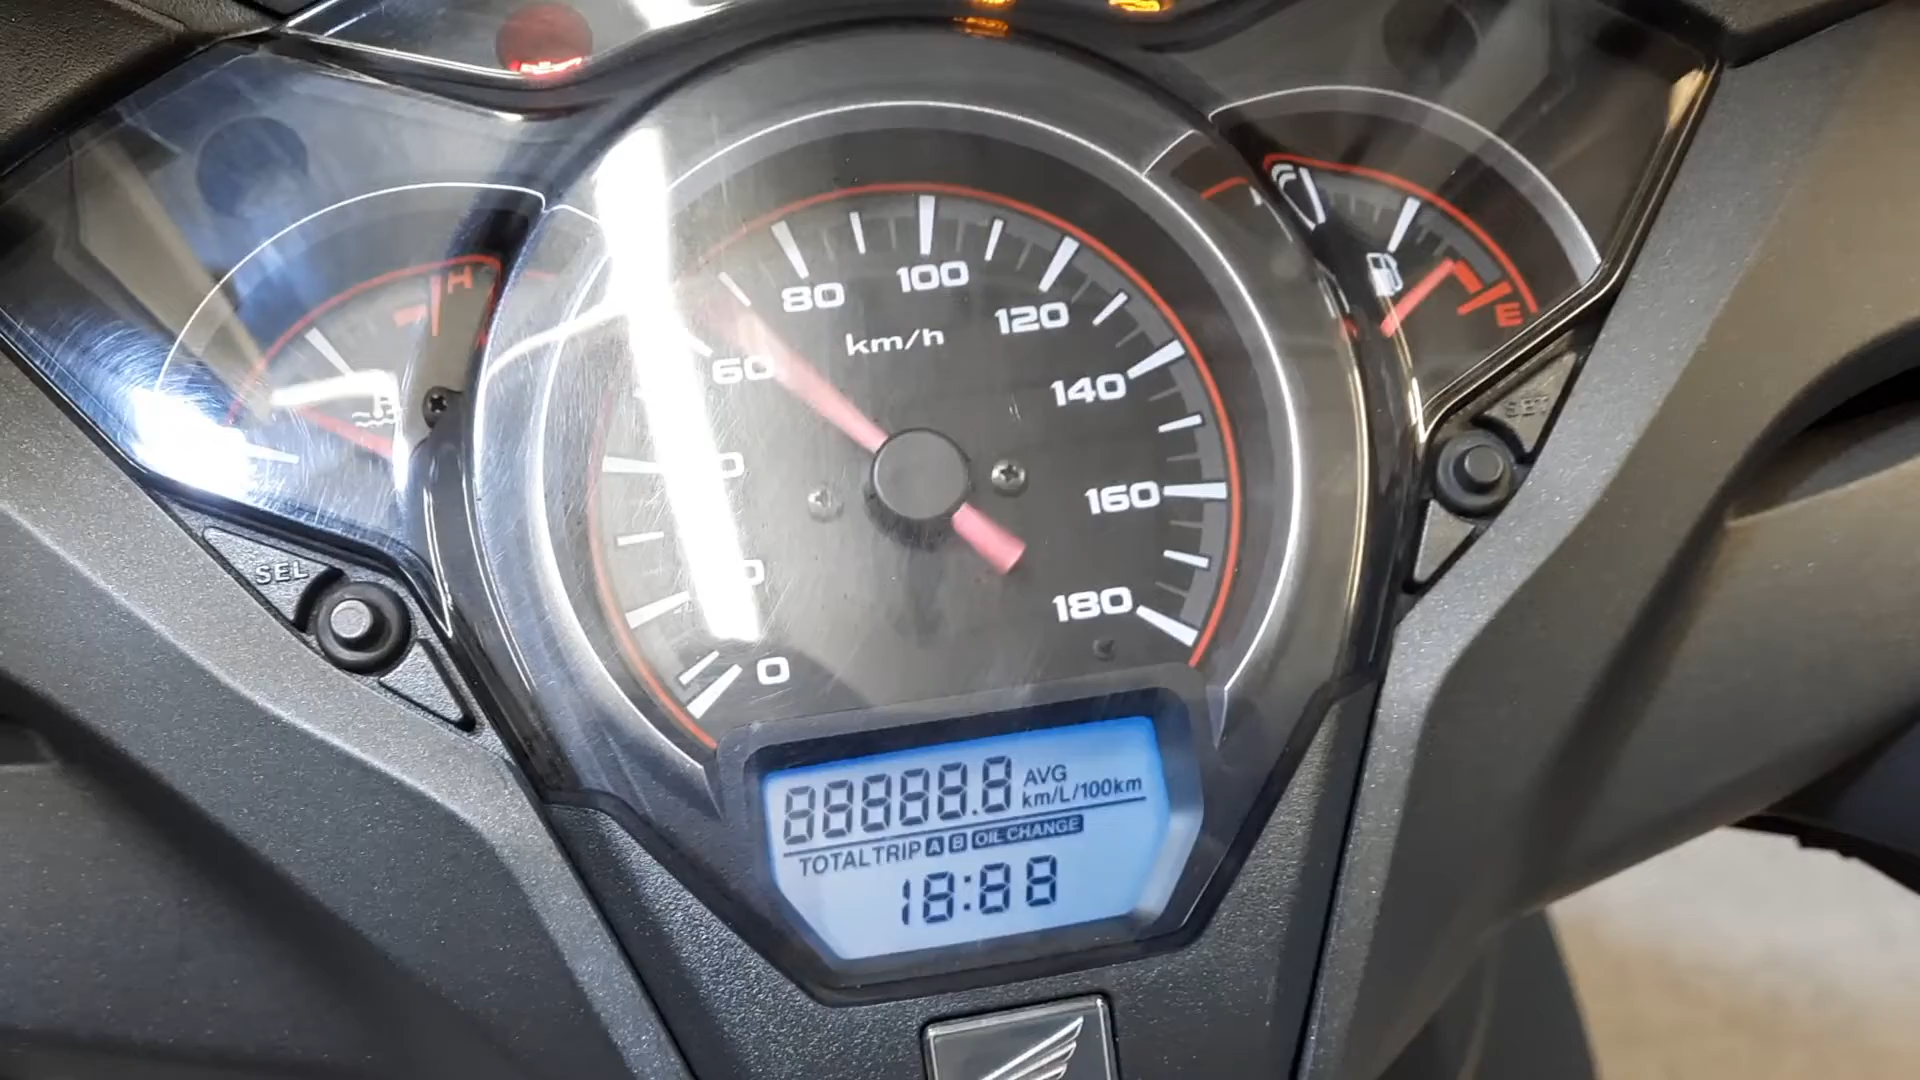 H
80
100
120
km/h
60
140
160
180
0
E
SEL
SET
88888.8 AVG
km/L/100km
TOTAL TRIP A B OIL CHANGE
18:88